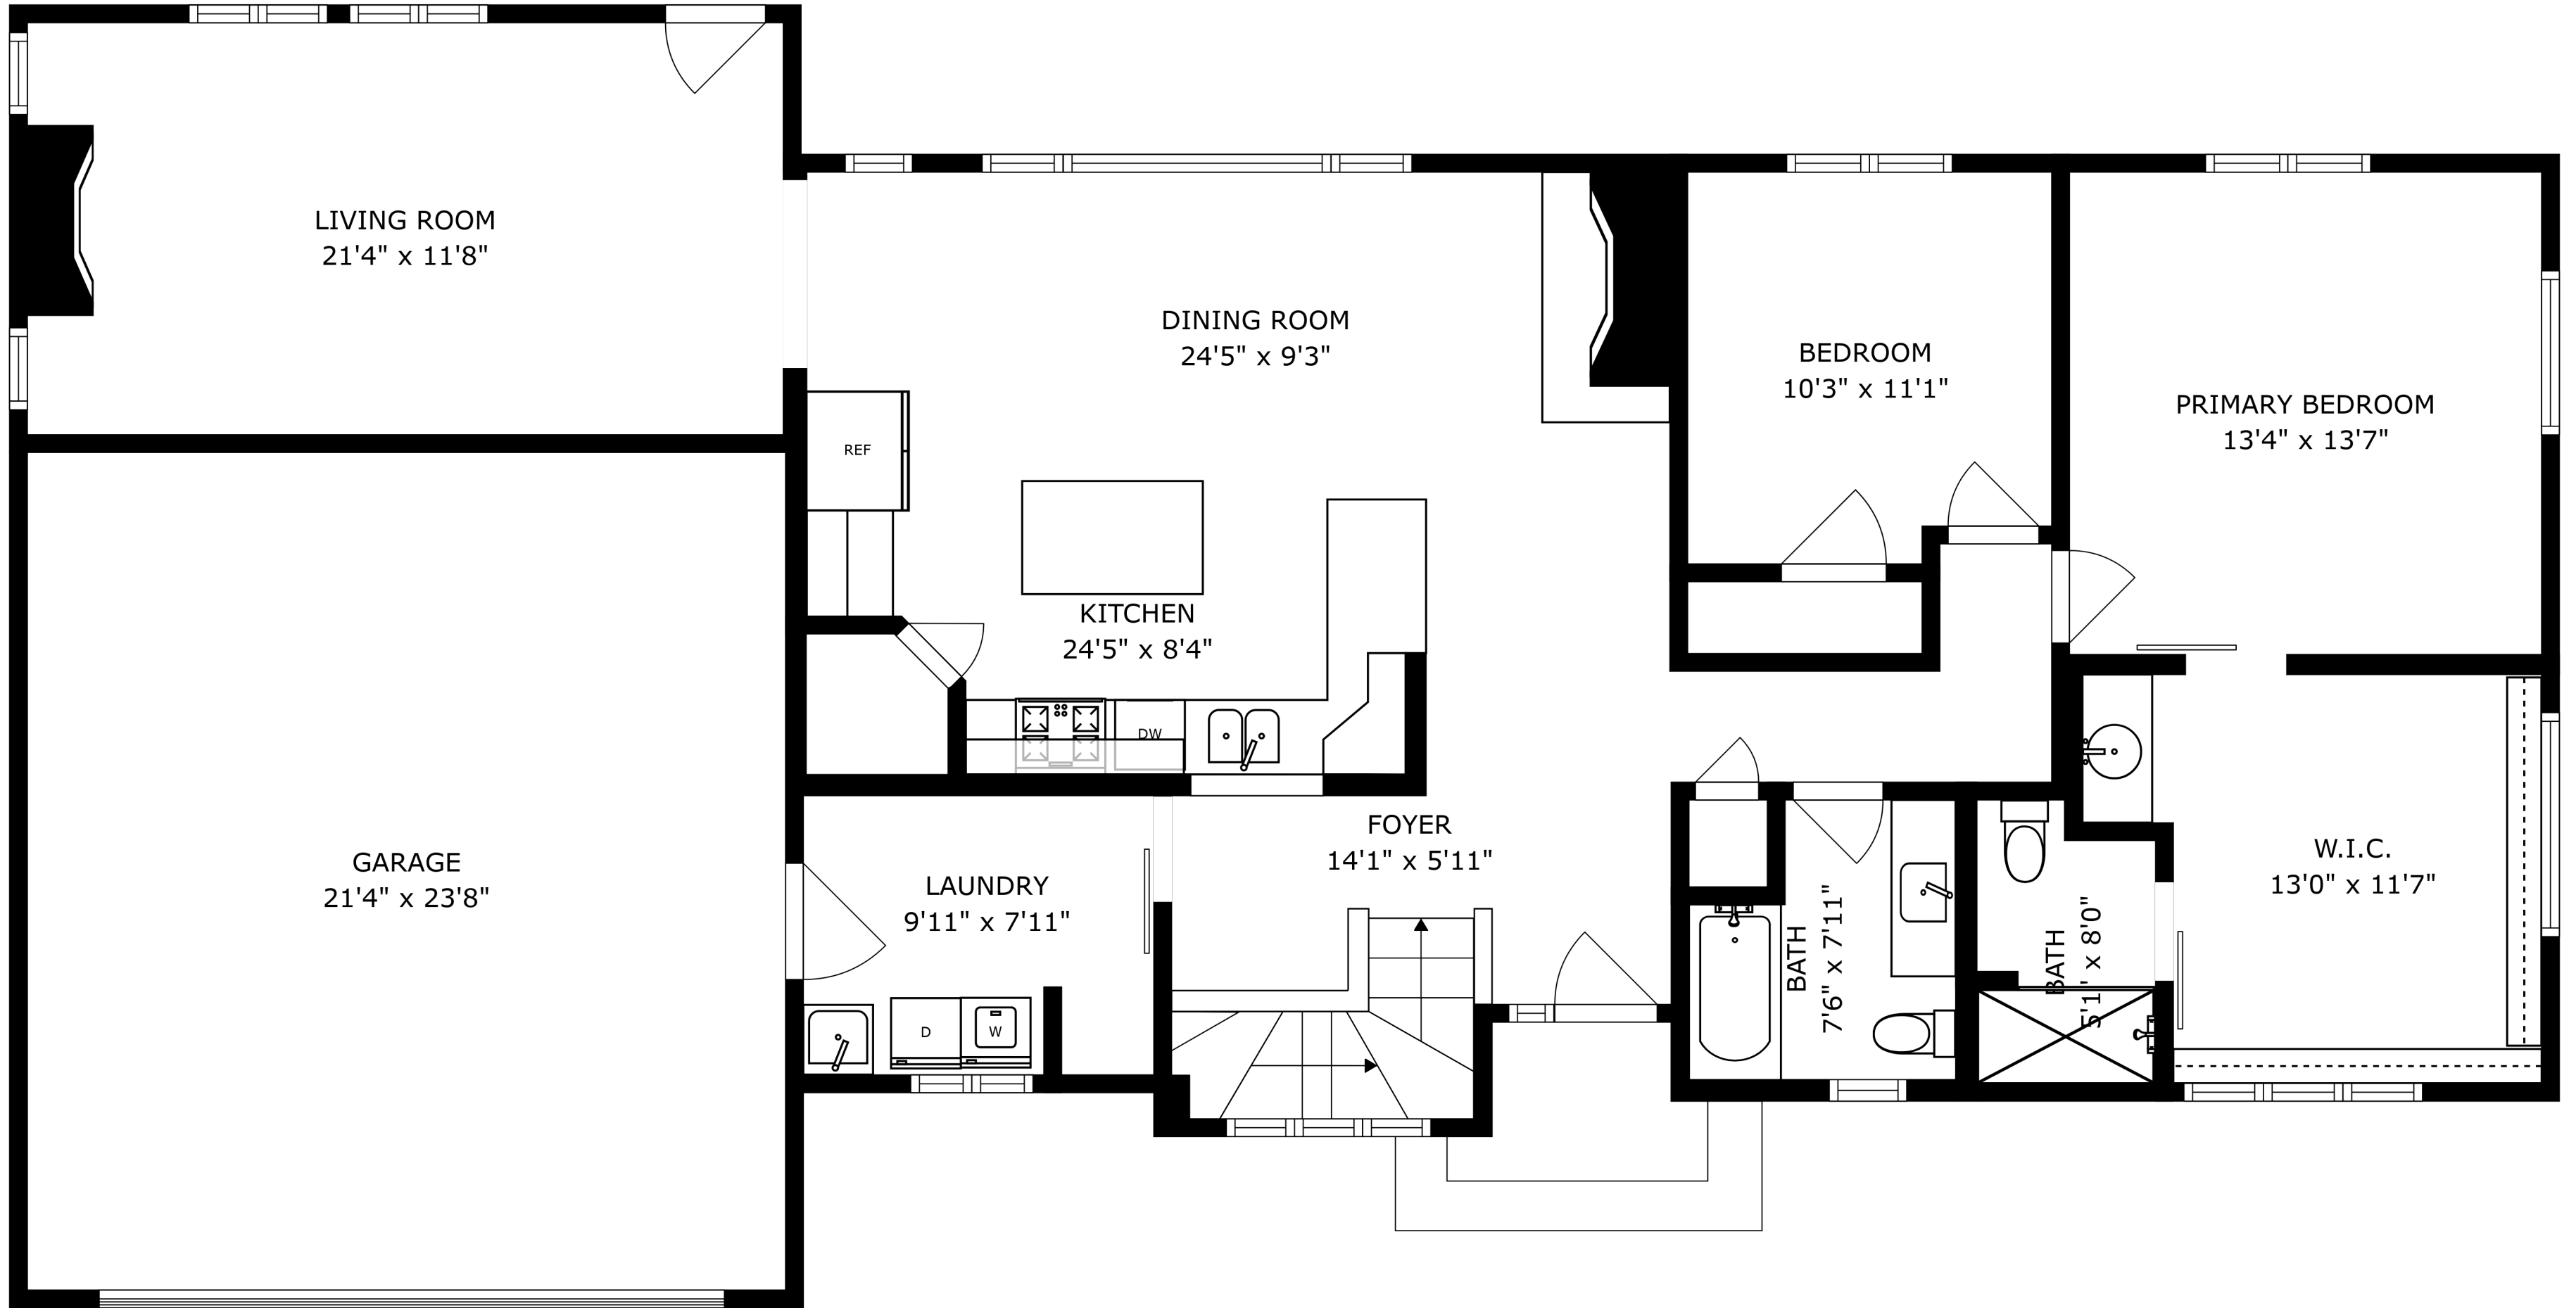 LIVING ROOM
21'4" x 11'8"
DINING ROOM
24'5" x 9'3"
BEDROOM
10'3" x 11'1"
PRIMARY BEDROOM
13'4" x 13'7"
REF
KITCHEN
24'5" x 8'4"
DW
GARAGE
21'4" x 23'8"
LAUNDRY
9'11" x 7'11"
D
W
FOYER
14'1" x 5'11"
BATH
7'6" x 7'11"
BATH
5'1" x 8'0"
W.I.C.
13'0" x 11'7"